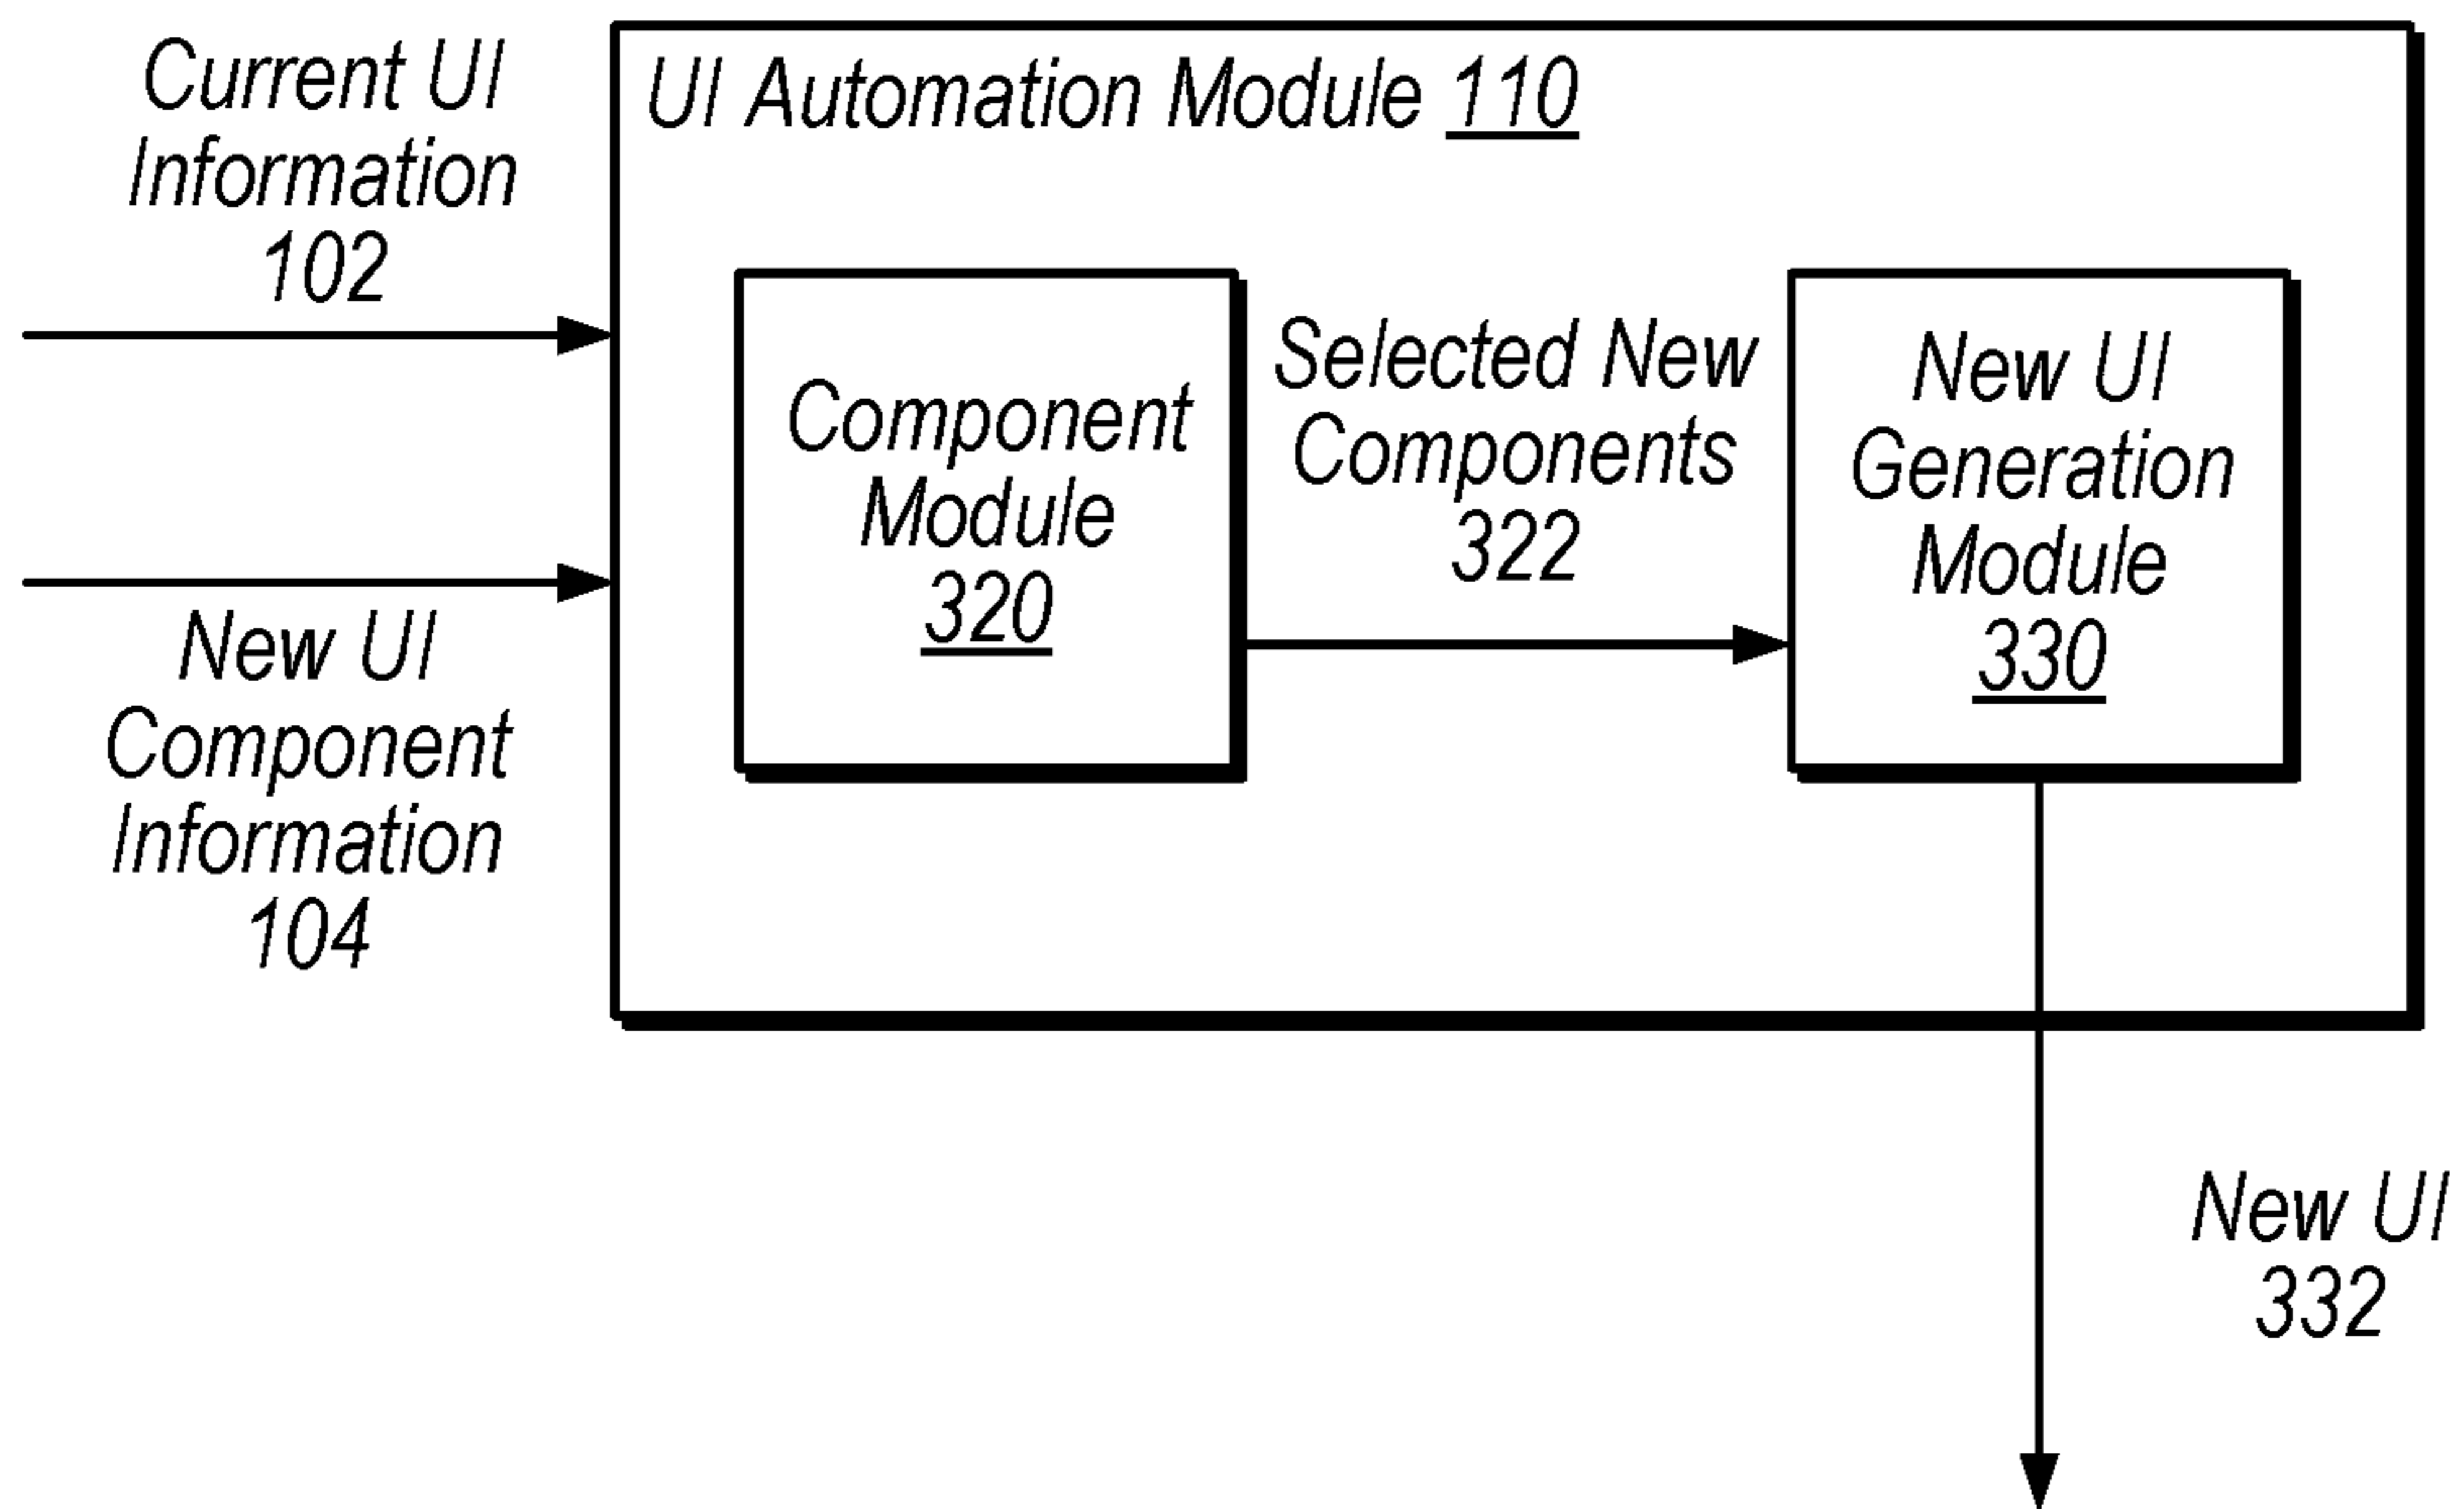 Current UI
Information
102
UI Automation Module 110
Component
Module
320
Selected New
Components
322
New UI
Generation
Module
330
New UI
Component
Information
104
New UI
332